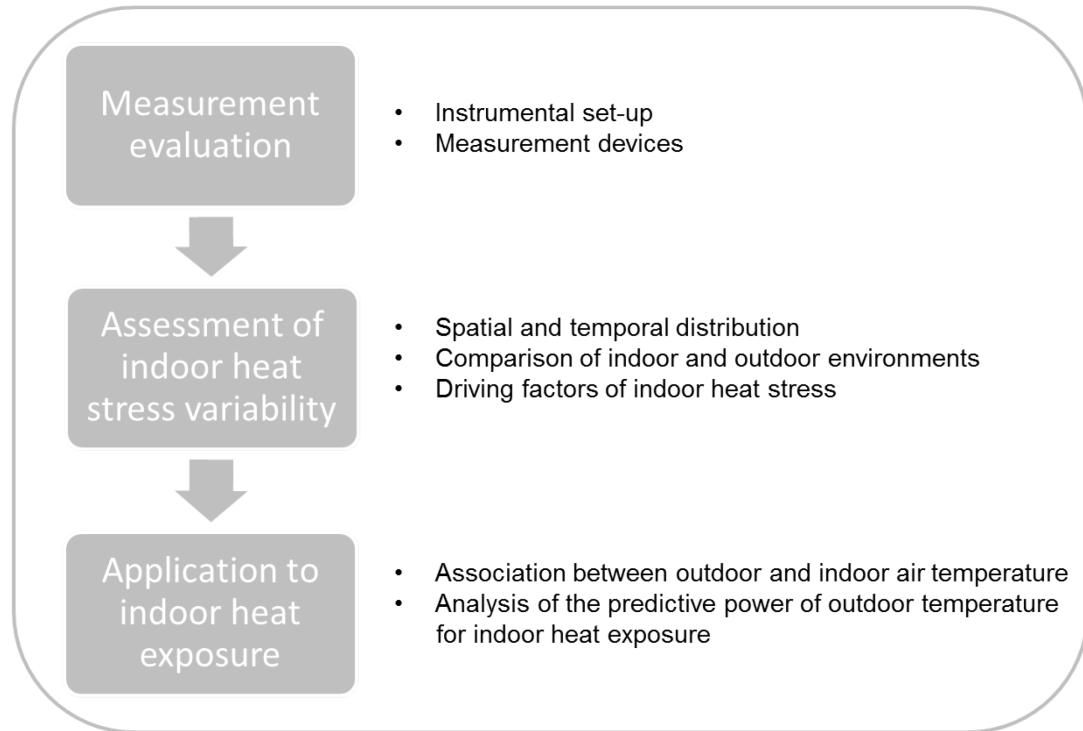 Measurement
evaluation
• Instrumental set-up
• Measurement devices
Assessment of
indoor heat
stress variability
• Spatial and temporal distribution
• Comparison of indoor and outdoor environments
• Driving factors of indoor heat stress
Application to
indoor heat
exposure
• Association between outdoor and indoor air temperature
• Analysis of the predictive power of outdoor temperature
for indoor heat exposure